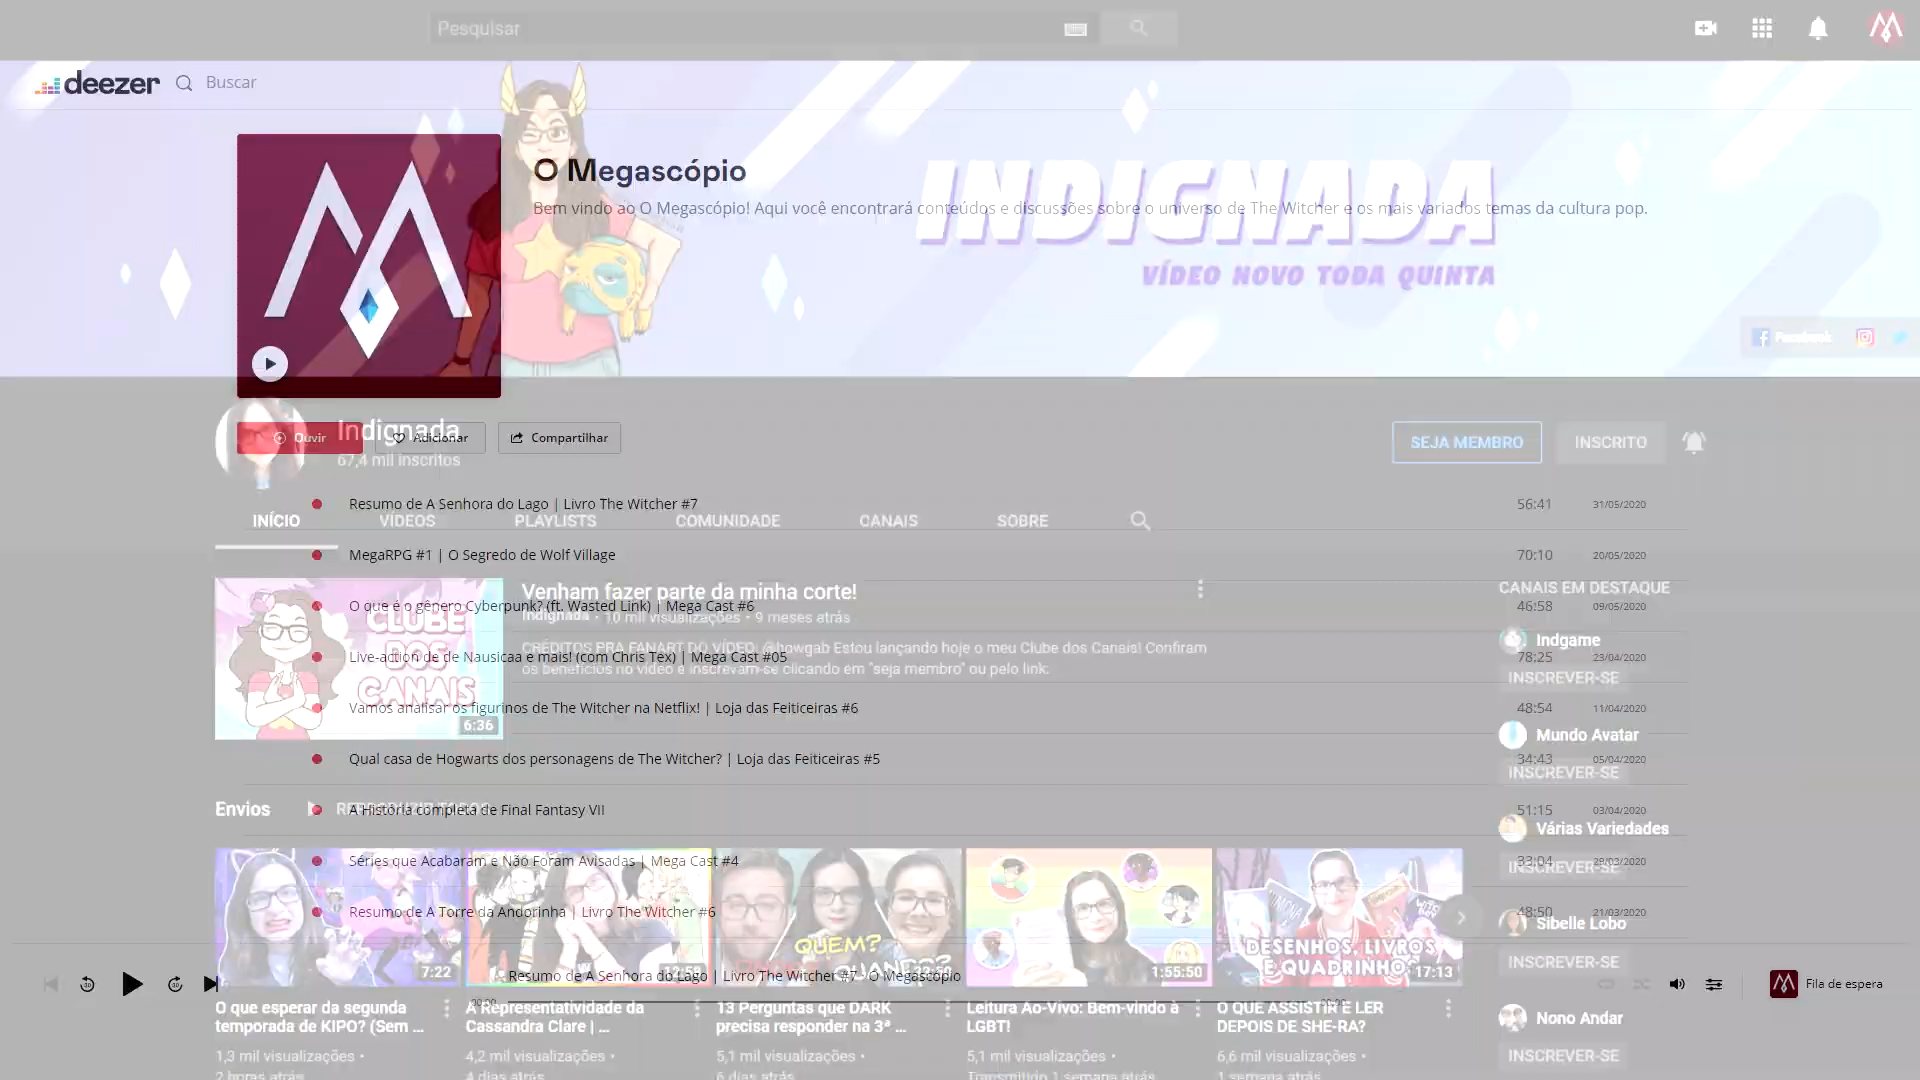 Pesquisar
deezer
Buscar
O Megascópio
Bem vindo ao O Megascópio! Aqui você encontrará conteúdos e discussões sobre o universo de The Witcher e os mais variados temas da cultura pop.
INDIGNADA
VÍDEO NOVO TODA QUINTA
Facebook
Ouvir
Adicionar
Compartilhar
Indignada
67,4 mil inscritos
SEJA MEMBRO
INSCRITO
Resumo de A Senhora do Lago | Livro The Witcher #7
56:41
31/05/2020
INÍCIO
VÍDEOS
PLAYLISTS
COMUNIDADE
CANAIS
SOBRE
MegaRPG #1 | O Segredo de Wolf Village
70:10
20/05/2020
Venham fazer parte da minha corte!
Indignada • 10 mil visualizações • 9 meses atrás
CRÉDITOS PRA FANART DO VÍDEO: @howgab Estou lançando hoje o meu Clube dos Canais! Confiram
os benefícios no vídeo e inscrevam-se clicando em "seja membro" ou pelo link:
CLUBE
DOS
CANAIS
6:36
CANAIS EM DESTAQUE
O que é o gênero Cyberpunk? (ft. Wasted Link) | Mega Cast #6
46:58
09/05/2020
Indgame
Live-action de de Nausicaa e mais! (com Chris Tex) | Mega Cast #05
78:25
23/04/2020
INSCREVER-SE
Vamos analisar os figurinos de The Witcher na Netflix! | Loja das Feiticeiras #6
48:54
11/04/2020
Mundo Avatar
Qual casa de Hogwarts dos personagens de The Witcher? | Loja das Feiticeiras #5
34:43
05/04/2020
INSCREVER-SE
Envios
REPRODUZIR TODOS
A História completa de Final Fantasy VII
51:15
03/04/2020
Várias Variedades
Séries que Acabaram e Não Foram Avisadas | Mega Cast #4
33:04
29/03/2020
INSCREVER-SE
Resumo de A Torre da Andorinha | Livro The Witcher #6
48:50
21/03/2020
Sibelle Lobo
INSCREVER-SE
QUEM?
QUANDO?
DESENHOS, LIVROS
E QUADRINHOS
7:22
1:55:50
17:13
Resumo de A Senhora do Lago | Livro The Witcher #7 · O Megascópio
00:00
Fila de espera
O que esperar da segunda
temporada de KIPO? (Sem ...
1,3 mil visualizações •
2 horas atrás
A Representatividade da
Cassandra Clare | ...
4,2 mil visualizações •
4 dias atrás
13 Perguntas que DARK
precisa responder na 3ª ...
5,1 mil visualizações •
6 dias atrás
Leitura Ao-Vivo: Bem-vindo à
LGBT!
5,1 mil visualizações •
Transmitido 1 semana atrás
O QUE ASSISTIR E LER
DEPOIS DE SHE-RA?
6,6 mil visualizações •
1 semana atrás
Nono Andar
INSCREVER-SE